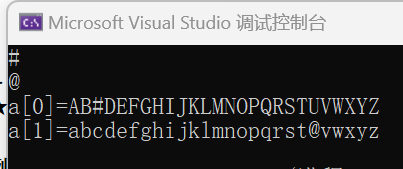 Microsoft Visual Studio 调试控制台
#
@
a[0]=AB#DEFGHIJKLMNOPQRSTUVWXYZ
a[1]=abcdefghijklmnopqrst@vwxyz